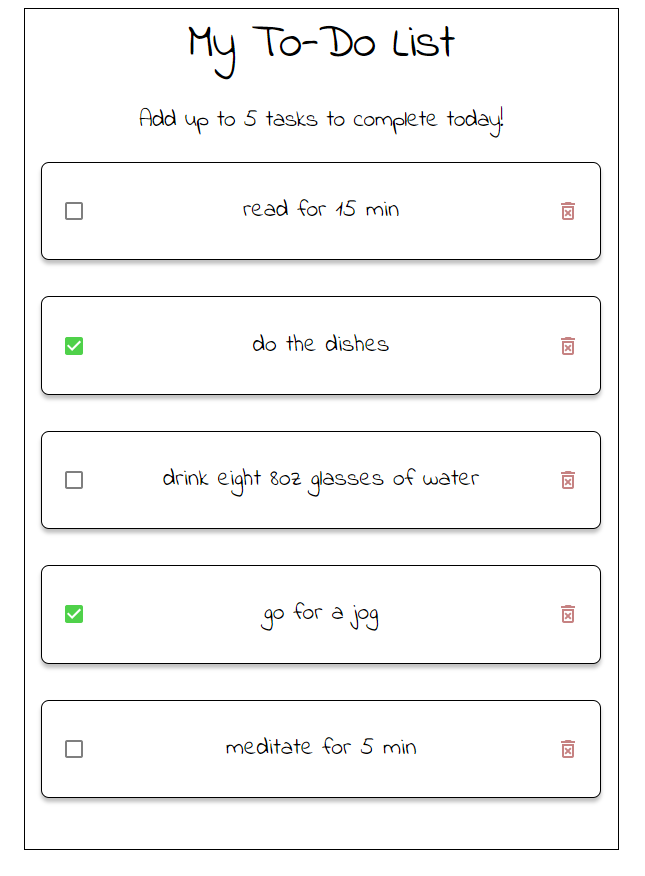 My To-Do List
Add up to 5 tasks to complete today!
read for 15 min
do the dishes
drink eight 8oz glasses of water
go for a jog
meditate for 5 min